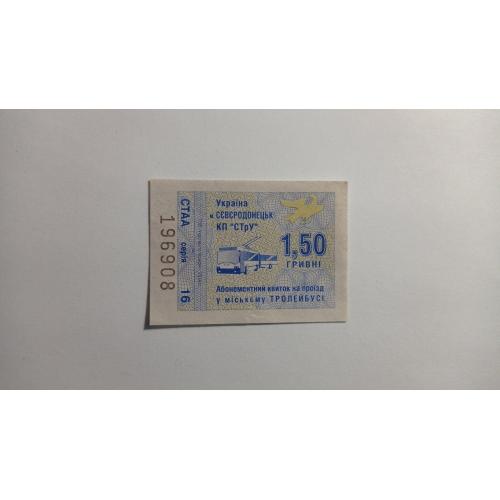 СТАА серія 16
196908
Україна
м. СЄВЄРОДОНЕЦЬК
КП "СТрУ"
1,50
ГРИВНІ
Абонементний квиток на проїзд
у міському ТРОЛЕЙБУСІ